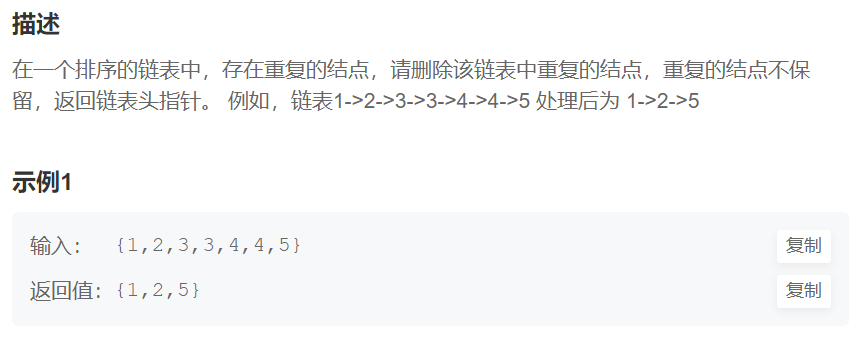 描述
在一个排序的链表中，存在重复的结点，请删除该链表中重复的结点，重复的结点不保
留，返回链表头指针。 例如，链表1->2->3->3->4->4->5 处理后为 1->2->5
示例1
输入： {1,2,3,3,4,4,5} 复制
返回值：{1,2,5} 复制